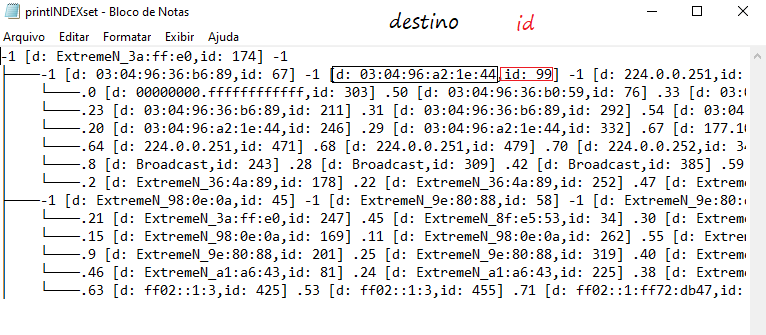 printINDEXset - Bloco de Notas
destino id
Arquivo Editar Formatar Exibir Ajuda
-1 [d: ExtremeN_3a:ff:e0,id: 174] -1
-1 [d: 03:04:96:36:b6:89,id: 67] -1 [d: 03:04:96:a2:1e:44,id: 99] -1 [d: 224.0.0.251,id:
.0 [d: 00000000.ffffffffffff,id: 303] .50 [d: 03:04:96:36:b0:59,id: 76] .33 [d: 03:0
.23 [d: 03:04:96:36:b6:89,id: 211] .31 [d: 03:04:96:36:b6:89,id: 292] .54 [d: 03:04
.20 [d: 03:04:96:a2:1e:44,id: 246] .29 [d: 03:04:96:a2:1e:44,id: 332] .67 [d: 177.10
.64 [d: 224.0.0.251,id: 471] .68 [d: 224.0.0.251,id: 479] .70 [d: 224.0.0.252,id: 34
.8 [d: Broadcast,id: 243] .28 [d: Broadcast,id: 309] .42 [d: Broadcast,id: 385] .59
.2 [d: ExtremeN_36:4a:89,id: 178] .22 [d: ExtremeN_36:4a:89,id: 252] .47 [d: Extreme
-1 [d: ExtremeN_98:0e:0a,id: 45] -1 [d: ExtremeN_9e:80:88,id: 58] -1 [d: ExtremeN_9e:80:
.21 [d: ExtremeN_3a:ff:e0,id: 247] .45 [d: ExtremeN_8f:e5:53,id: 34] .30 [d: Extreme
.15 [d: ExtremeN_98:0e:0a,id: 169] .11 [d: ExtremeN_98:0e:0a,id: 262] .55 [d: Extrem
.9 [d: ExtremeN_9e:80:88,id: 201] .25 [d: ExtremeN_9e:80:88,id: 319] .40 [d: Extreme
.46 [d: ExtremeN_a1:a6:43,id: 81] .24 [d: ExtremeN_a1:a6:43,id: 225] .38 [d: Extreme
.63 [d: ff02::1:3,id: 425] .53 [d: ff02::1:3,id: 455] .71 [d: ff02::1:ff72:db47,id: